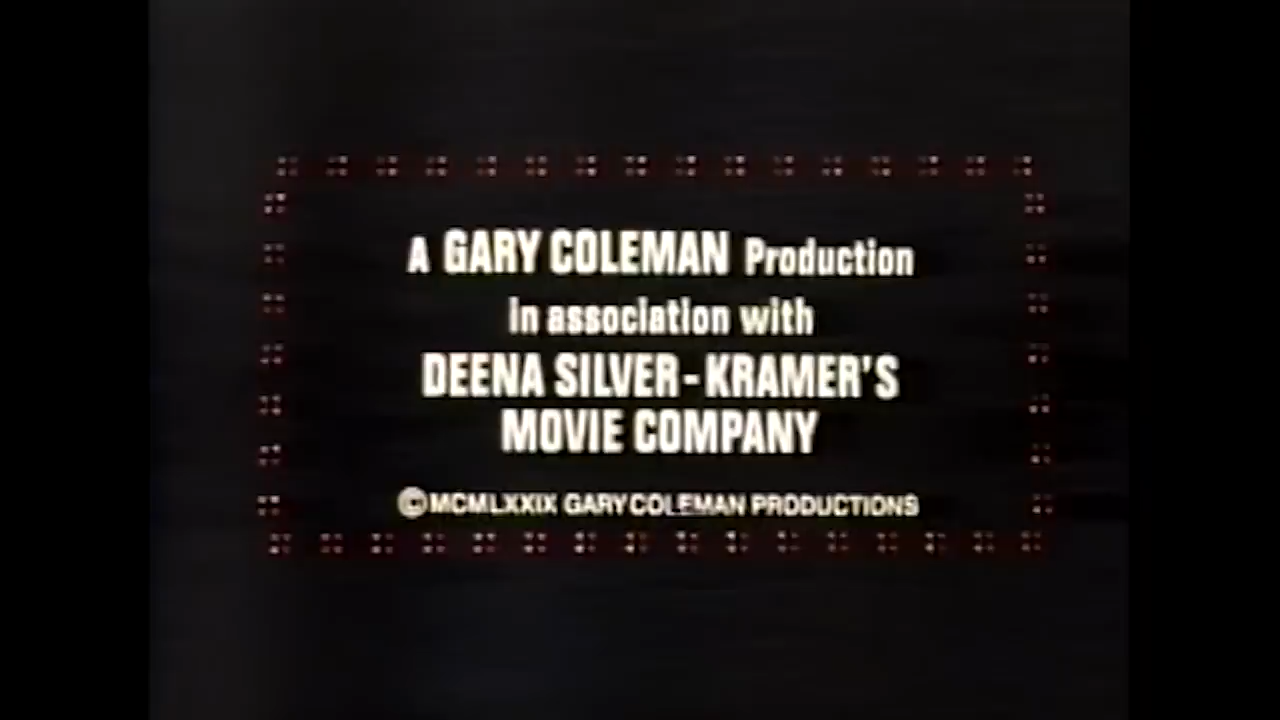 A GARY COLEMAN Production
in association with
DEENA SILVER-KRAMER'S
MOVIE COMPANY
©MCMLXXIX GARY COLEMAN PRODUCTIONS